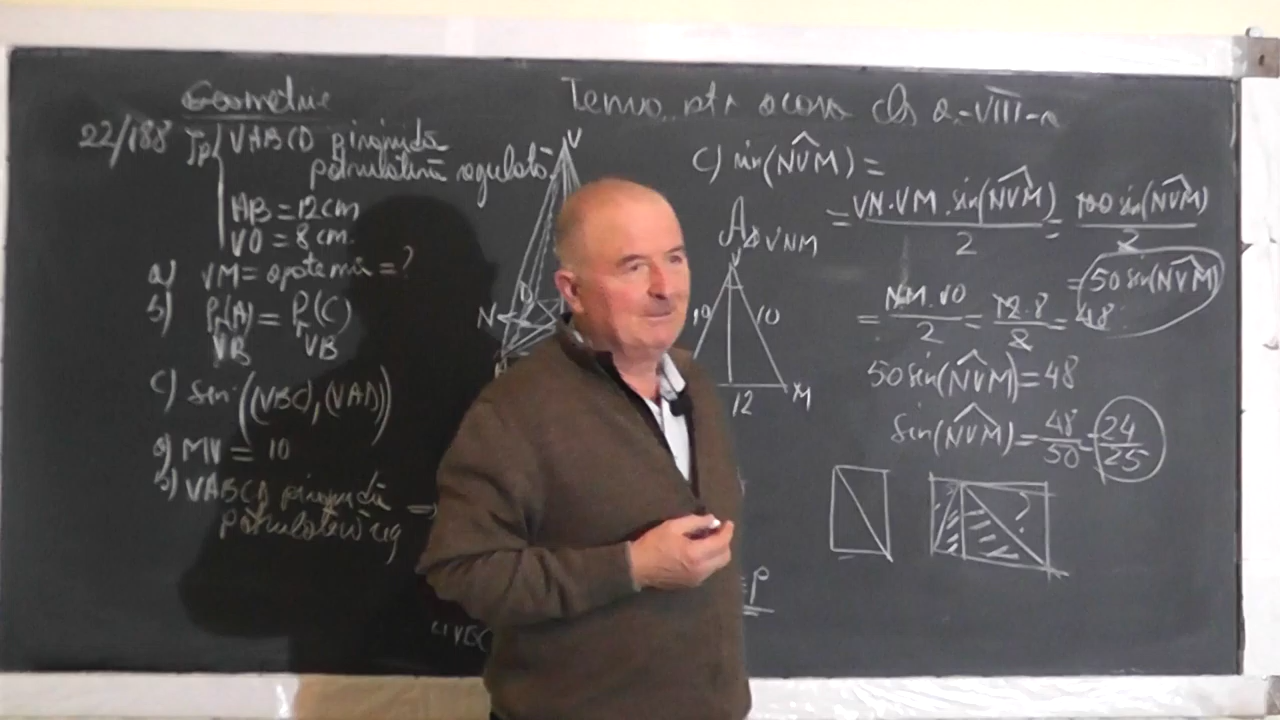 Geometrie
Tema ptr acasa cls a-VIII-a
22/188 Ip VABCD piramidă
patrulateră regulată
AB = 12 cm
VO = 8 cm.
a) VM = apotemă = ?
b) P(A) = P(C)
VB VB
c) sin ((VBC), (VAD))
a) MV = 10
b) VABCD piramidă
patrulateră reg ⇒
V
N
c) sin(NVM) =
A ΔVNM
= VN·VM·sin(NVM) / 2 = 100 sin(NVM) / 2
= 50 sin(NVM)
= NM·VO / 2 = 12·8 / 2 = 48
V
10
10
12
M
50 sin(NVM) = 48
sin(NVM) = 48/50 = 24/25
?